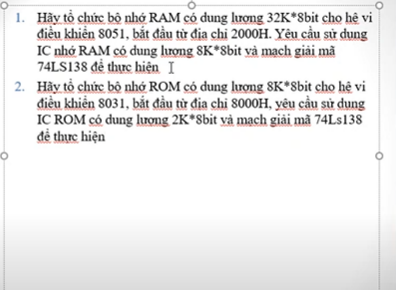 1. Hãy tổ chức bộ nhớ RAM có dung lượng 32K*8bit cho hệ vi
điều khiển 8051, bắt đầu từ địa chỉ 2000H. Yêu cầu sử dụng
IC nhớ RAM có dung lượng 8K*8bit và mạch giải mã
74LS138 để thực hiện
2. Hãy tổ chức bộ nhớ ROM có dung lượng 8K*8bit cho hệ vi
điều khiển 8031, bắt đầu từ địa chỉ 8000H, yêu cầu sử dụng
IC ROM có dung lượng 2K*8bit và mạch giải mã 74Ls138
để thực hiện